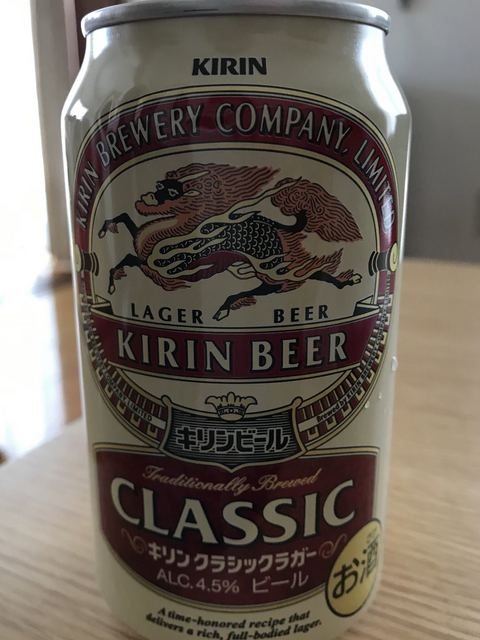 KIRIN
KIRIN BREWERY COMPANY, LIMITED
LAGER BEER
KIRIN BEER
キリンビール
Traditionally Brewed
CLASSIC
キリン クラシックラガー
ALC.4.5% ビール
お酒
A time-honored recipe that
delivers a rich, full-bodied lager.